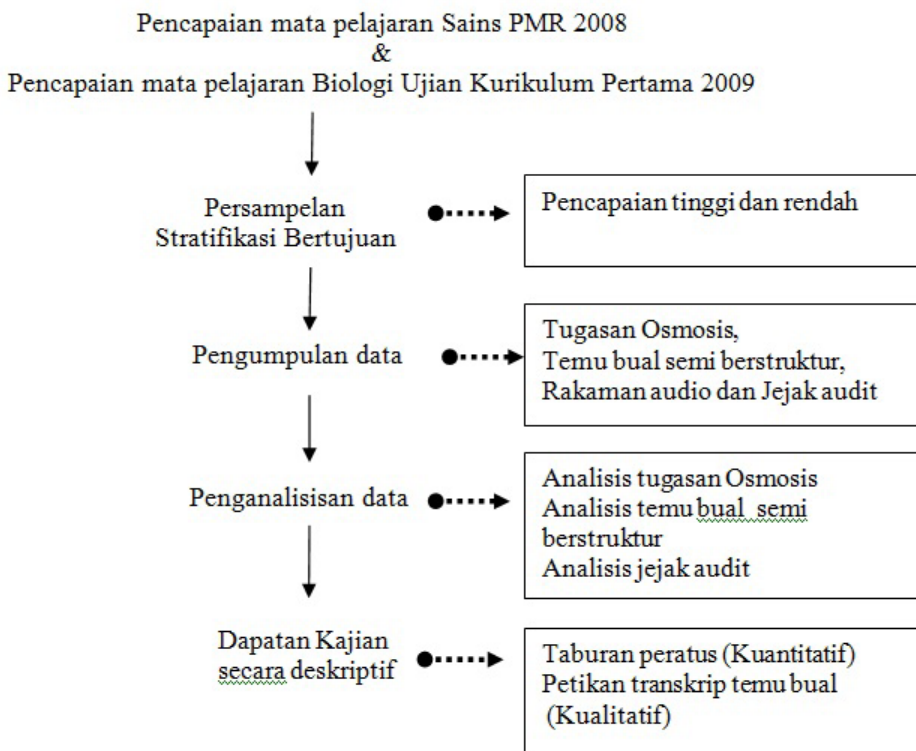 Pencapaian mata pelajaran Sains PMR 2008
&
Pencapaian mata pelajaran Biologi Ujian Kurikulum Pertama 2009
Persampelan
Stratifikasi Bertujuan
Pencapaian tinggi dan rendah
Pengumpulan data
Tugasan Osmosis,
Temu bual semi berstruktur,
Rakaman audio dan Jejak audit
Penganalisisan data
Analisis tugasan Osmosis
Analisis temu bual semi
berstruktur
Analisis jejak audit
Dapatan Kajian
secara deskriptif
Taburan peratus (Kuantitatif)
Petikan transkrip temu bual
(Kualitatif)